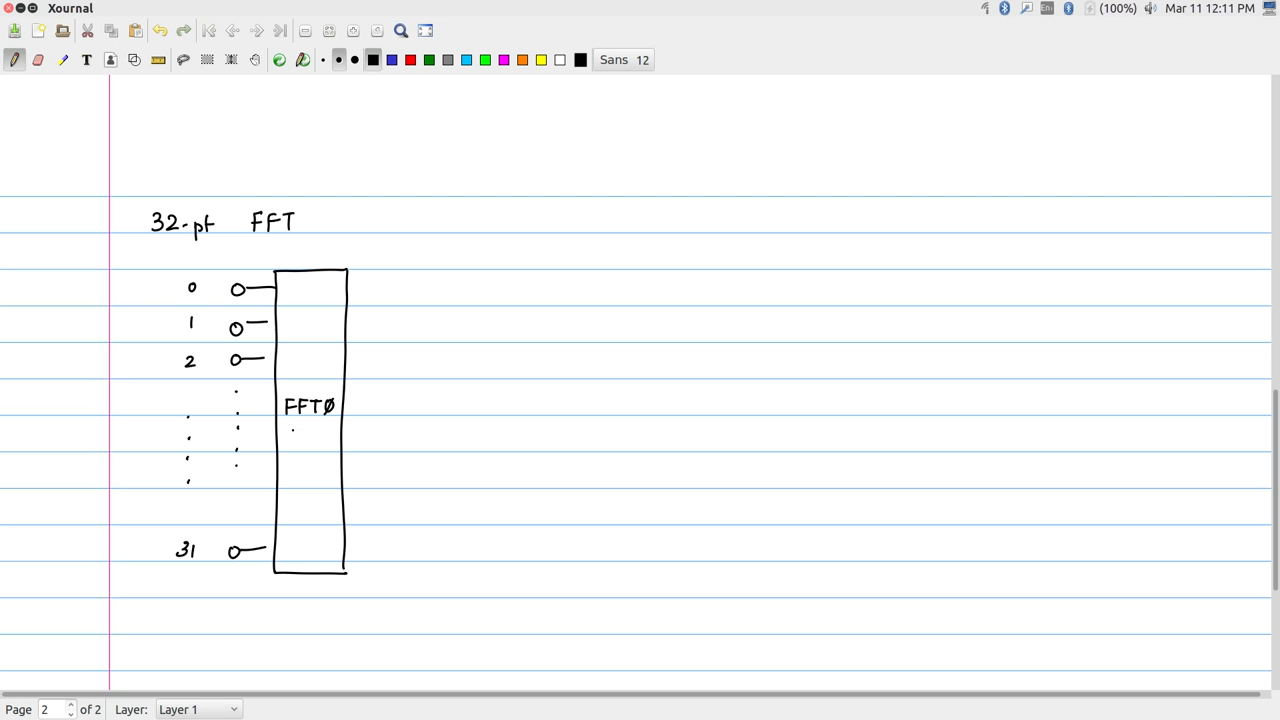 Xournal
(100%) Mar 11 12:11 PM
T
Sans 12
32-pt FFT
0
1
2
FFT0
31
Page 2 of 2 Layer: Layer 1